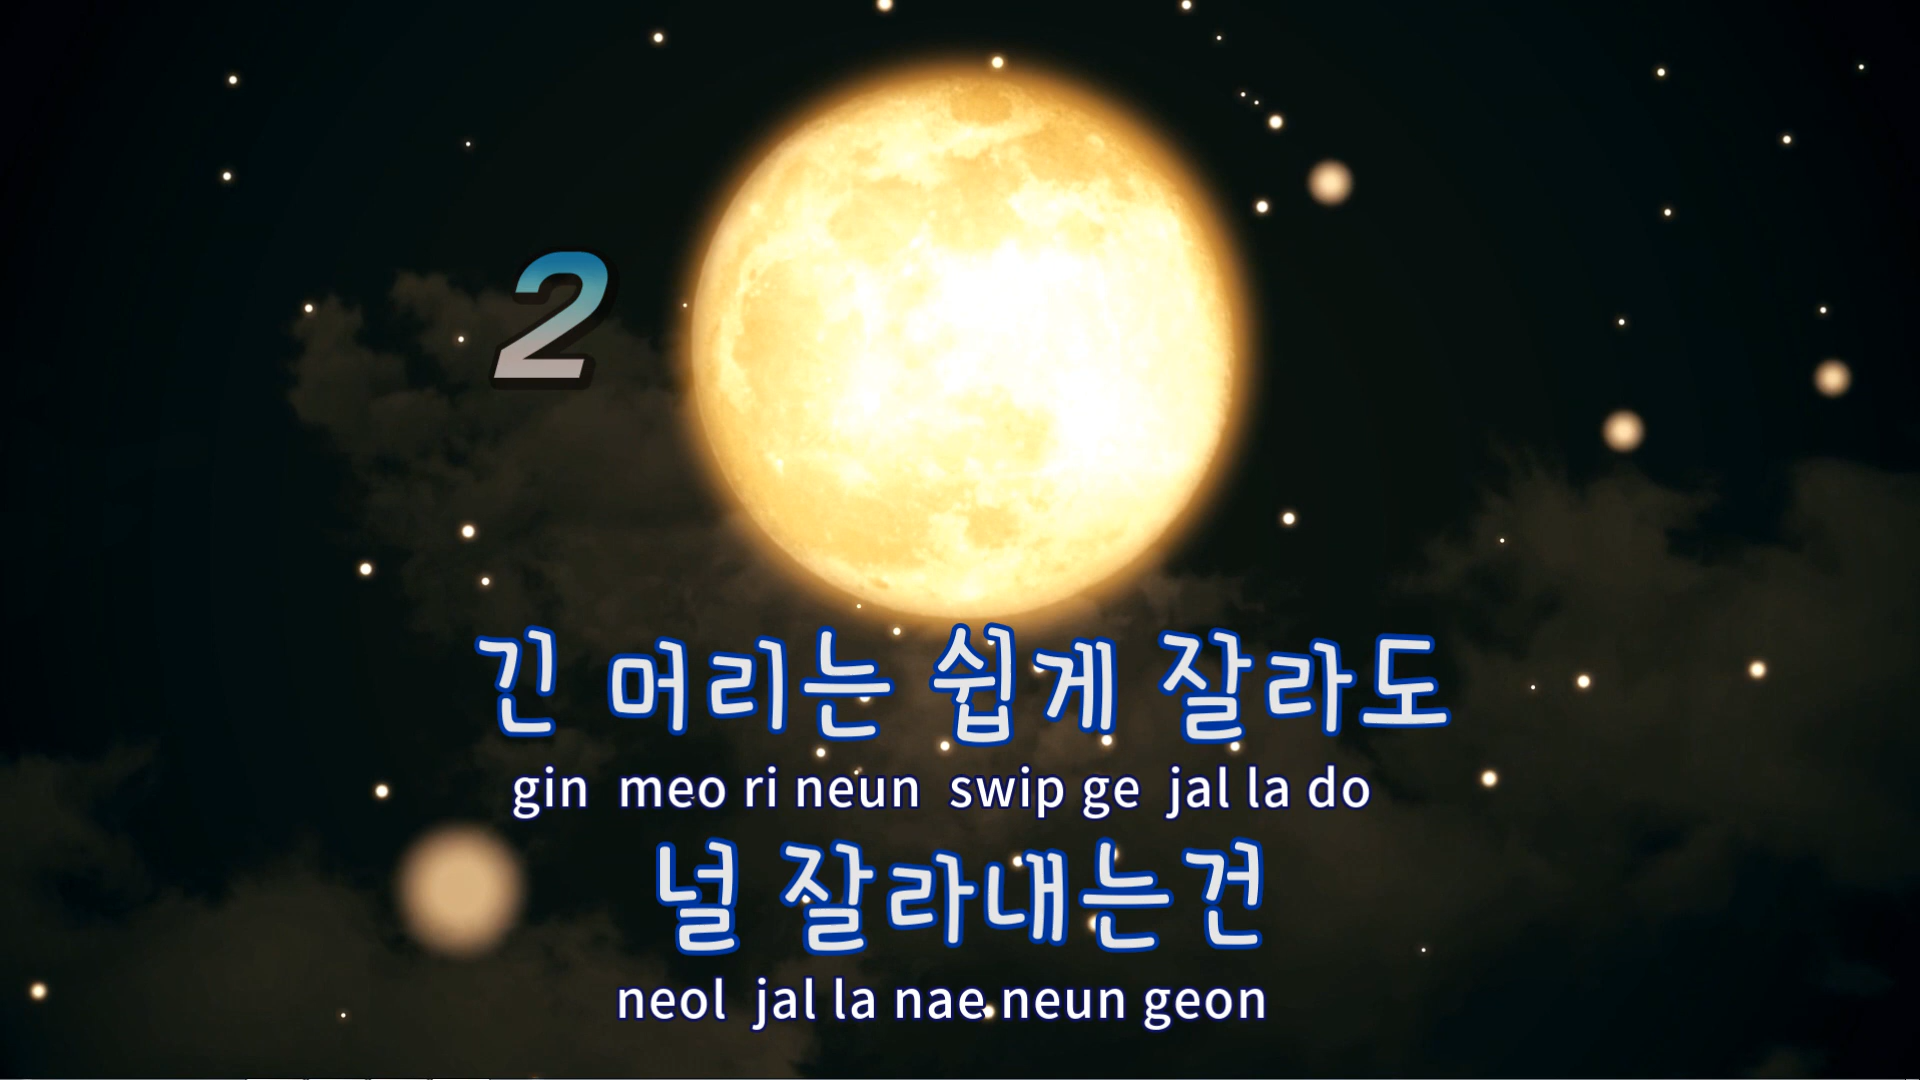 2
긴 머리는 쉽게 잘라도
gin meo ri neun swip ge jal la do
널 잘라내는건
neol jal la nae neun geon